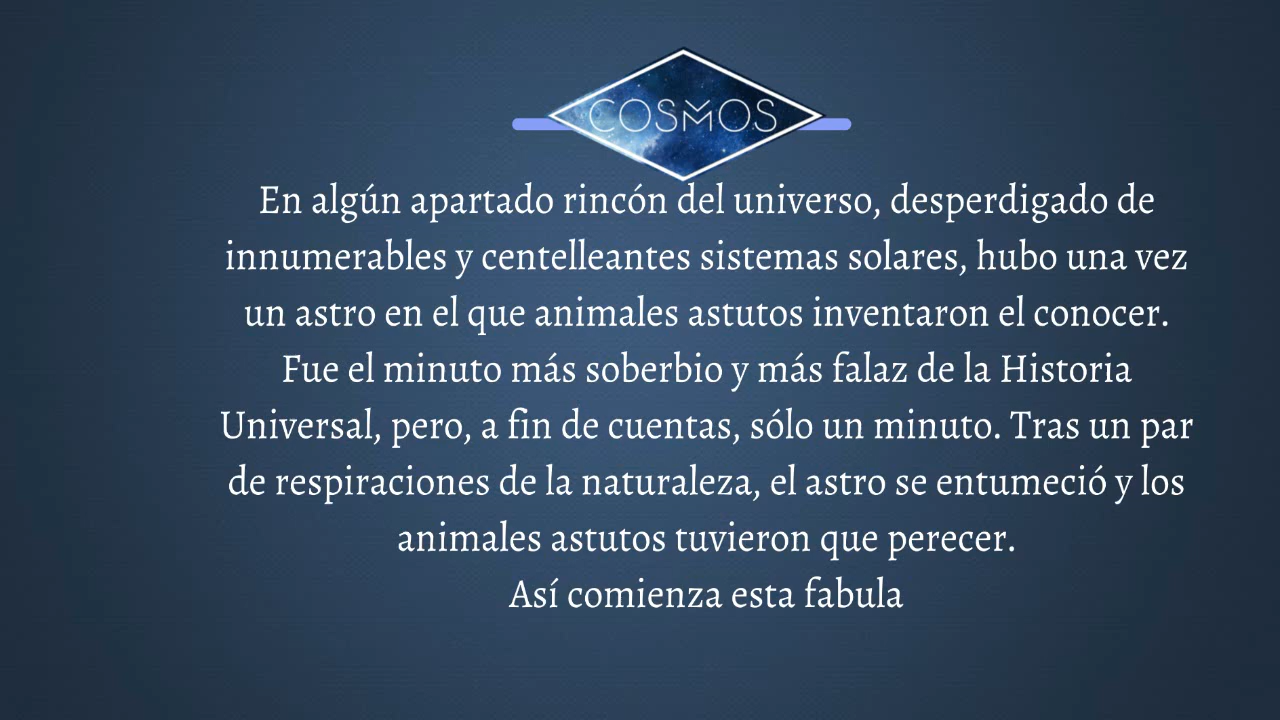 COSMOS
En algún apartado rincón del universo, desperdigado de
innumerables y centelleantes sistemas solares, hubo una vez
un astro en el que animales astutos inventaron el conocer.
Fue el minuto más soberbio y más falaz de la Historia
Universal, pero, a fin de cuentas, sólo un minuto. Tras un par
de respiraciones de la naturaleza, el astro se entumeció y los
animales astutos tuvieron que perecer.
Así comienza esta fabula